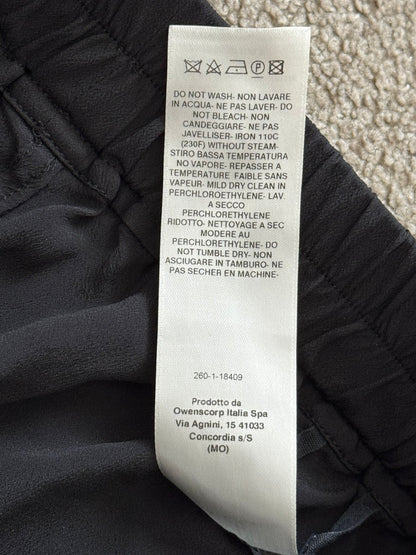 DO NOT WASH- NON LAVARE
IN ACQUA- NE PAS LAVER- DO
NOT BLEACH- NON
CANDEGGIARE- NE PAS
JAVELLISER- IRON 110C
(230F) WITHOUT STEAM-
STIRO BASSA TEMPERATURA
NO VAPORE- REPASSER A
TEMPERATURE FAIBLE SANS
VAPEUR- MILD DRY CLEAN IN
PERCHLOROETHYLENE- LAV.
A SECCO
PERCHLORETHYLENE
RIDOTTO- NETTOYAGE A SEC
MODERE AU
PERCHLORETHYLENE- DO
NOT TUMBLE DRY- NON
ASCIUGARE IN TAMBURO- NE
PAS SECHER EN MACHINE-
260-1-18409
Prodotto da
Owenscorp Italia Spa
Via Agnini, 15 41033
Concordia s/S
(MO)